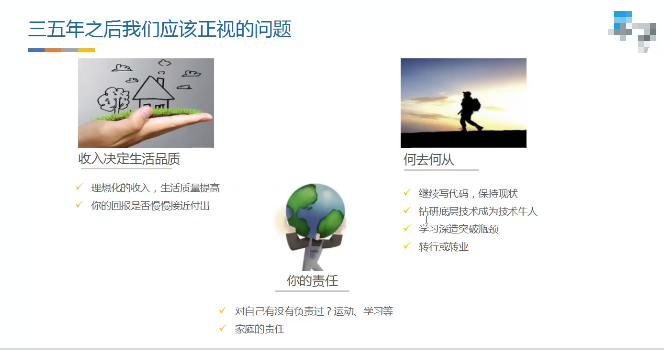 三五年之后我们应该正视的问题
收入决定生活品质
理想化的收入，生活质量提高
你的回报是否慢慢接近付出
何去何从
继续写代码，保持现状
钻研底层技术成为技术牛人
学习深造突破瓶颈
转行或转业
你的责任
对自己有没有负责过？运动、学习等
家庭的责任